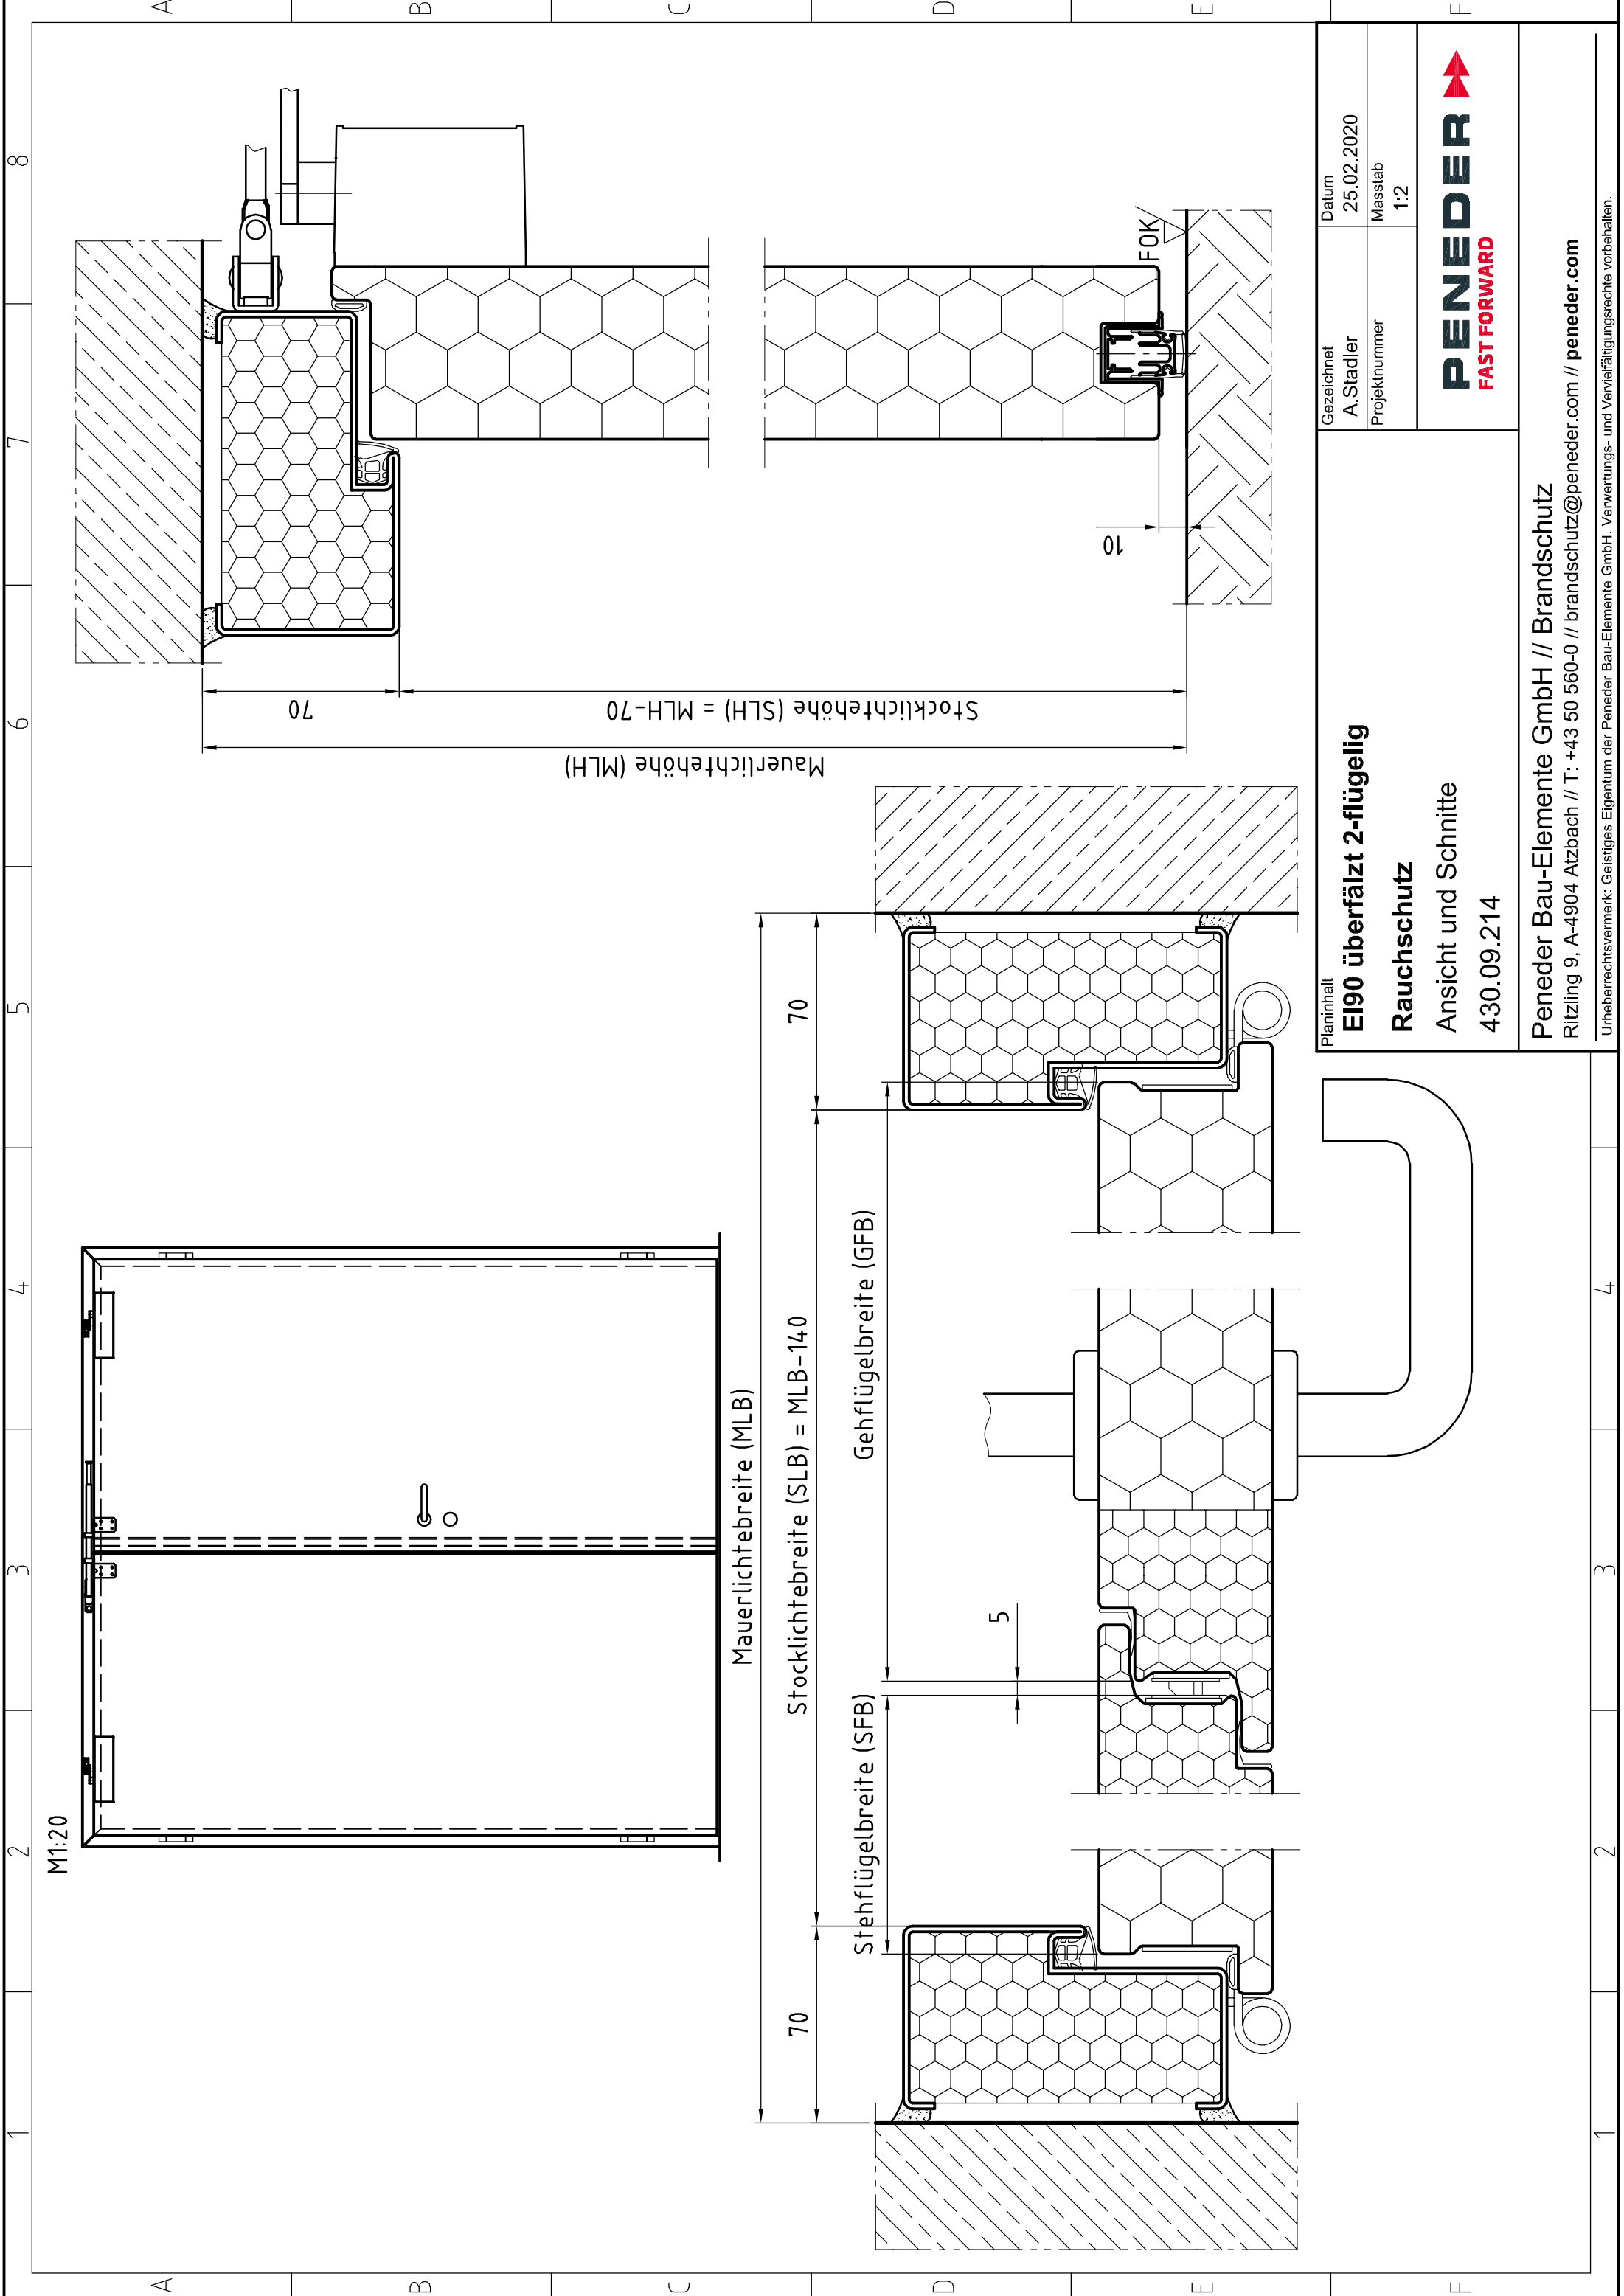 1
2
3
4
5
6
7
8
A
B
C
D
E
F
M1:20
Mauerlichtebreite (MLB)
70
Stocklichtebreite (SLB) = MLB-140
70
Stehflügelbreite (SFB)
Gehflügelbreite (GFB)
5
Mauerlichtehöhe (MLH)
70
Stocklichtehöhe (SLH) = MLH-70
10
FOK
Planinhalt
EI90 überfälzt 2-flügelig
Rauchschutz
Ansicht und Schnitte
430.09.214
Gezeichnet
A.Stadler
Datum
25.02.2020
Projektnummer
Masstab
1:2
PENEDER
FAST FORWARD
Peneder Bau-Elemente GmbH // Brandschutz
Ritzling 9, A-4904 Atzbach // T: +43 50 560-0 // brandschutz@peneder.com // peneder.com
Urheberrechtsvermerk: Geistiges Eigentum der Peneder Bau-Elemente GmbH. Verwertungs- und Vervielfältigungsrechte vorbehalten.
1
2
3
4
A
B
C
D
E
F